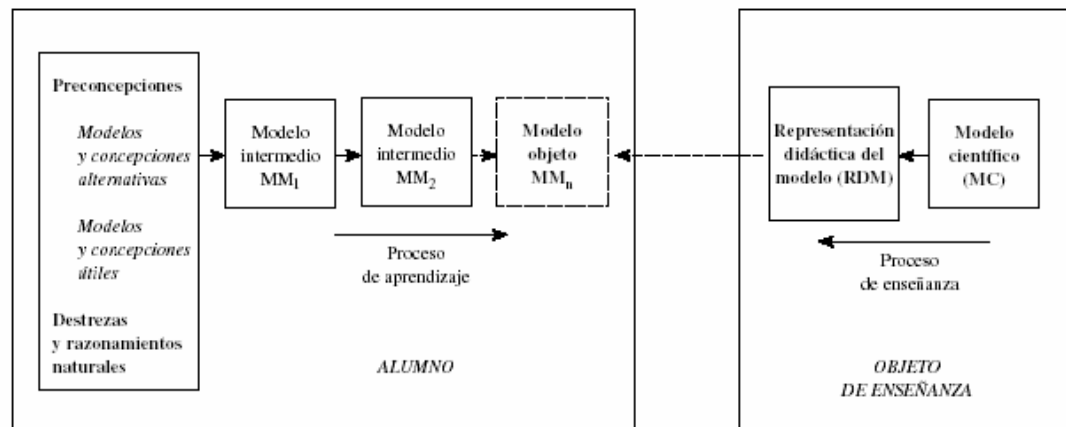 Preconcepciones
Modelos
y concepciones
alternativas
Modelos
y concepciones
útiles
Destrezas
y razonamientos
naturales
Modelo
intermedio
MM1
Modelo
intermedio
MM2
Modelo
objeto
MMn
Proceso
de aprendizaje
ALUMNO
Representación
didáctica del
modelo (RDM)
Modelo
científico
(MC)
Proceso
de enseñanza
OBJETO
DE ENSEÑANZA